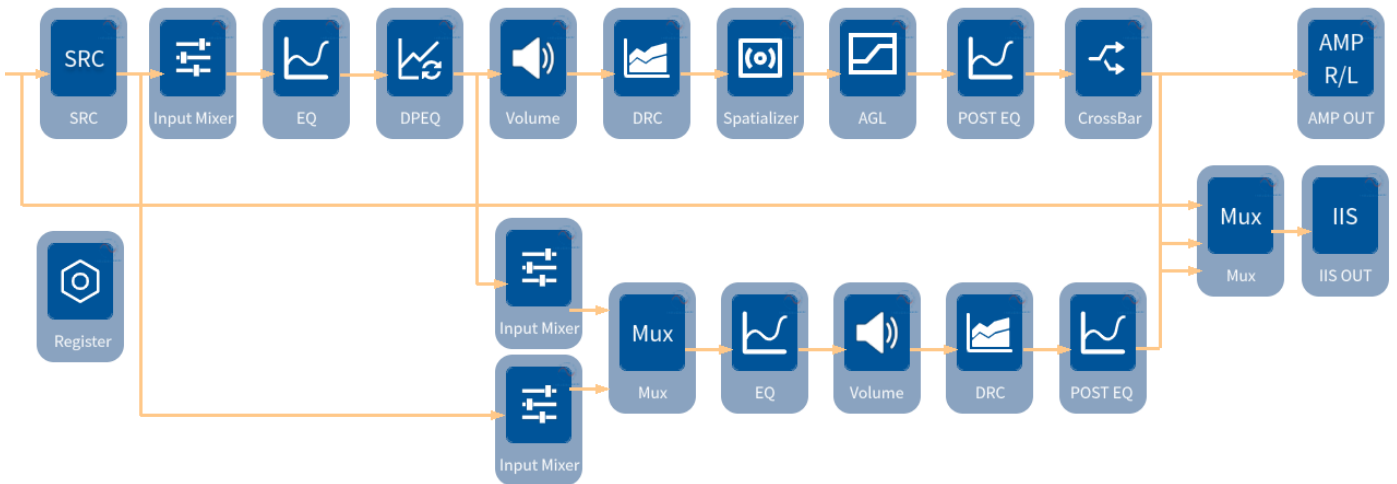 SRC
SRC
Input Mixer
EQ
DPEQ
Volume
DRC
Spatializer
AGL
POST EQ
CrossBar
AMP
R/L
AMP OUT
Mux
Mux
IIS
IIS OUT
Register
Input Mixer
Mux
Mux
EQ
Volume
DRC
POST EQ
Input Mixer